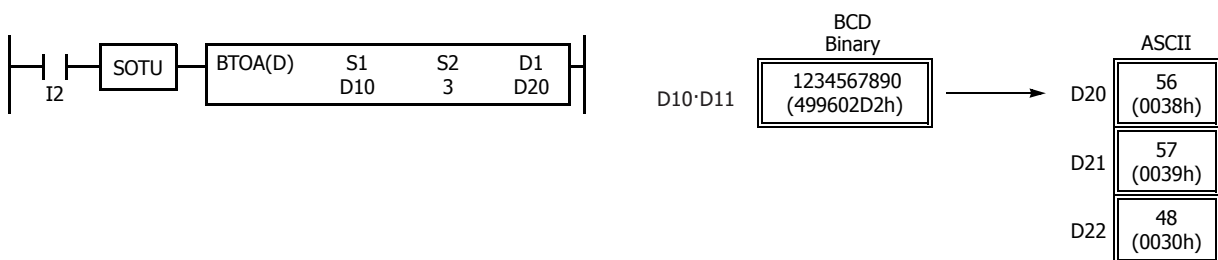 I2
SOTU
BTOA(D) S1 S2 D1
D10 3 D20
BCD
Binary
D10·D11
1234567890
(499602D2h)
ASCII
D20
56
(0038h)
D21
57
(0039h)
D22
48
(0030h)